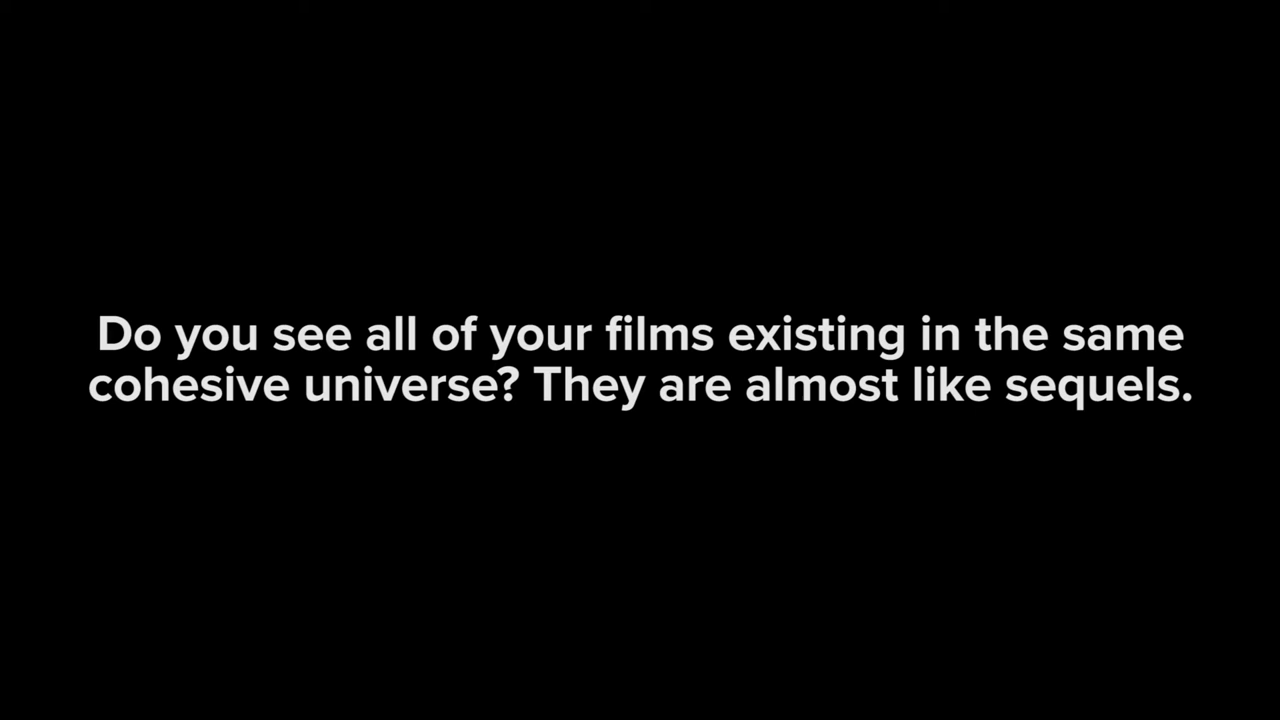 Do you see all of your films existing in the same
cohesive universe? They are almost like sequels.